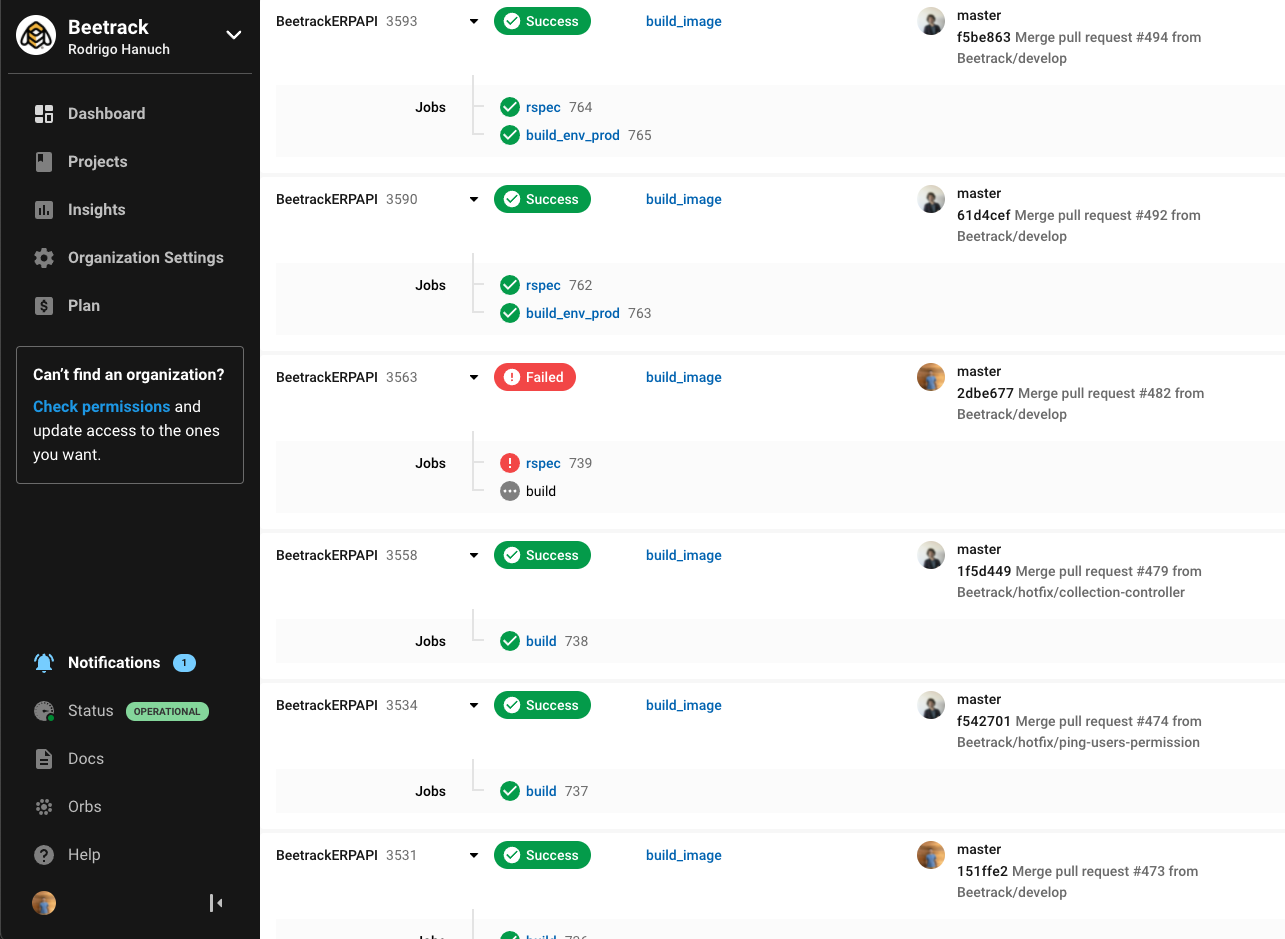 Beetrack
Rodrigo Hanuch
Dashboard
Projects
Insights
Organization Settings
Plan
Can't find an organization?
Check permissions and
update access to the ones
you want.
Notifications 1
Status OPERATIONAL
Docs
Orbs
Help
BeetrackERPAPI 3593 Success build_image master
f5be863 Merge pull request #494 from
Beetrack/develop
Jobs rspec 764
build_env_prod 765
BeetrackERPAPI 3590 Success build_image master
61d4cef Merge pull request #492 from
Beetrack/develop
Jobs rspec 762
build_env_prod 763
BeetrackERPAPI 3563 Failed build_image master
2dbe677 Merge pull request #482 from
Beetrack/develop
Jobs rspec 739
build
BeetrackERPAPI 3558 Success build_image master
1f5d449 Merge pull request #479 from
Beetrack/hotfix/collection-controller
Jobs build 738
BeetrackERPAPI 3534 Success build_image master
f542701 Merge pull request #474 from
Beetrack/hotfix/ping-users-permission
Jobs build 737
BeetrackERPAPI 3531 Success build_image master
151ffe2 Merge pull request #473 from
Beetrack/develop
Jobs build 736